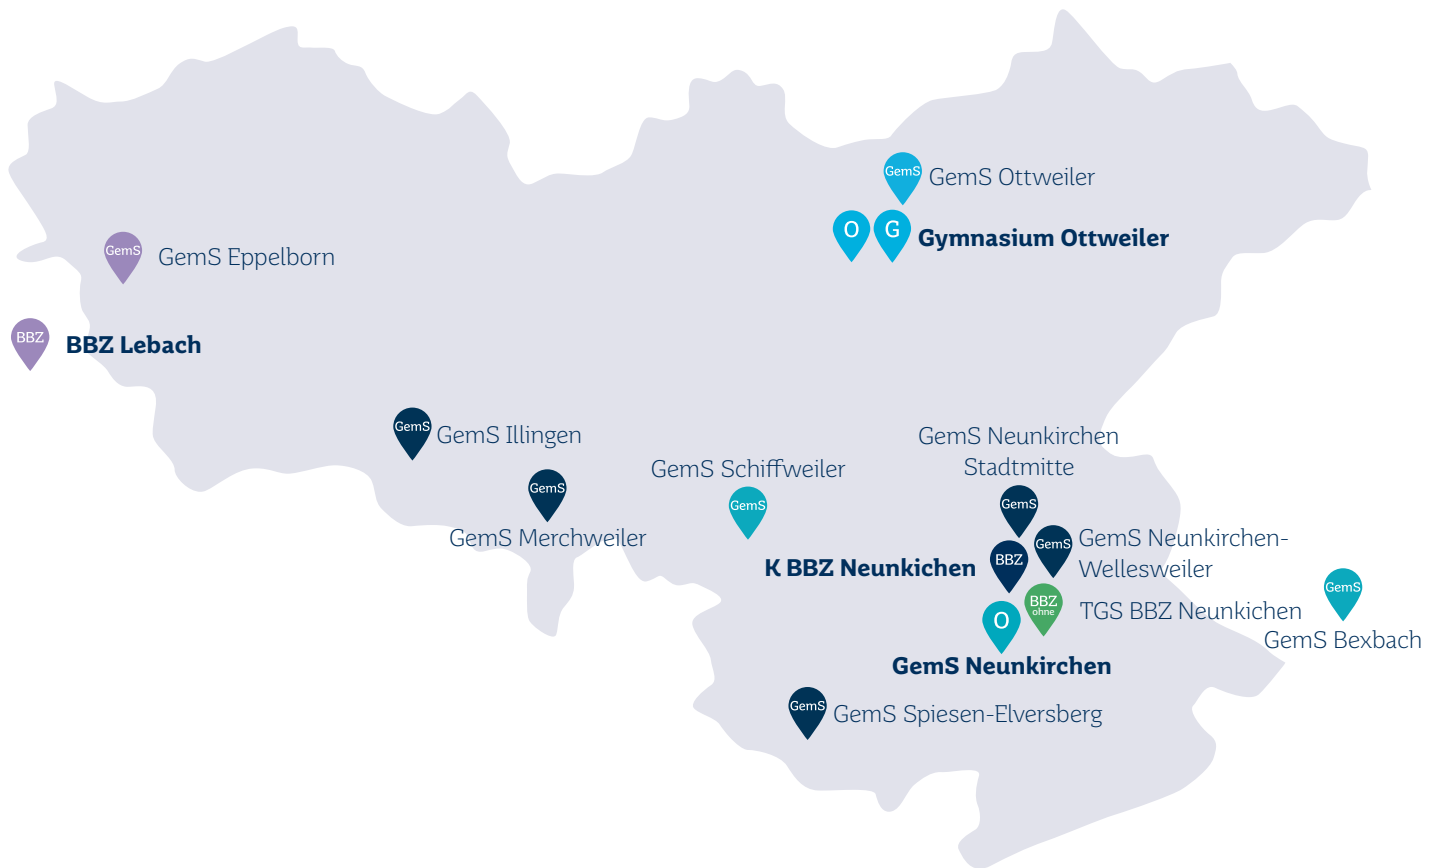 GemS
GemS Ottweiler
O
G
Gymnasium Ottweiler
GemS
GemS Eppelborn
BBZ
BBZ Lebach
GemS
GemS Illingen
GemS
GemS Merchweiler
GemS Schiffweiler
GemS
GemS Neunkirchen
Stadtmitte
GemS
GemS
GemS Neunkirchen-
Wellesweiler
K BBZ Neunkichen
BBZ
BBZ
ohne
TGS BBZ Neunkichen
GemS
GemS Bexbach
O
GemS Neunkirchen
GemS
GemS Spiesen-Elversberg